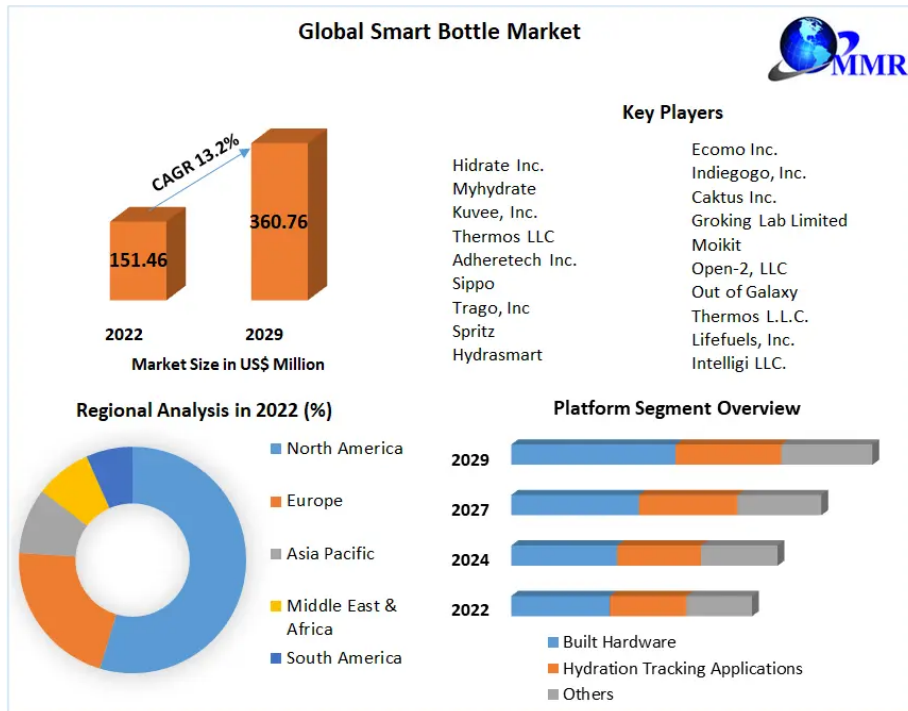 Global Smart Bottle Market
MMR
CAGR 13.2%
151.46
360.76
2022
2029
Market Size in US$ Million
Key Players
Hidrate Inc.
Myhydrate
Kuvee, Inc.
Thermos LLC
Adheretech Inc.
Sippo
Trago, Inc
Spritz
Hydrasmart
Ecomo Inc.
Indiegogo, Inc.
Caktus Inc.
Groking Lab Limited
Moikit
Open-2, LLC
Out of Galaxy
Thermos L.L.C.
Lifefuels, Inc.
Intelligi LLC.
Regional Analysis in 2022 (%)
North America
Europe
Asia Pacific
Middle East &
Africa
South America
Platform Segment Overview
2029
2027
2024
2022
Built Hardware
Hydration Tracking Applications
Others